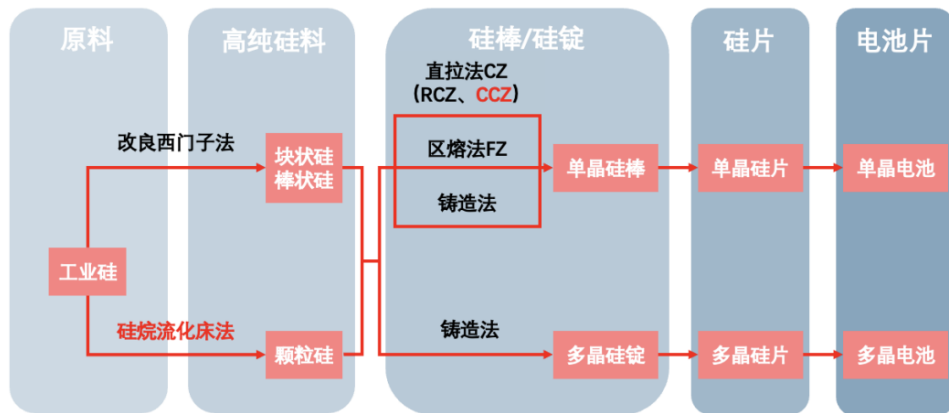 原料
高纯硅料
硅棒/硅锭
硅片
电池片
直拉法CZ
(RCZ、CCZ)
改良西门子法
块状硅
棒状硅
区熔法FZ
单晶硅棒
单晶硅片
单晶电池
铸造法
工业硅
硅烷流化床法
颗粒硅
铸造法
多晶硅锭
多晶硅片
多晶电池